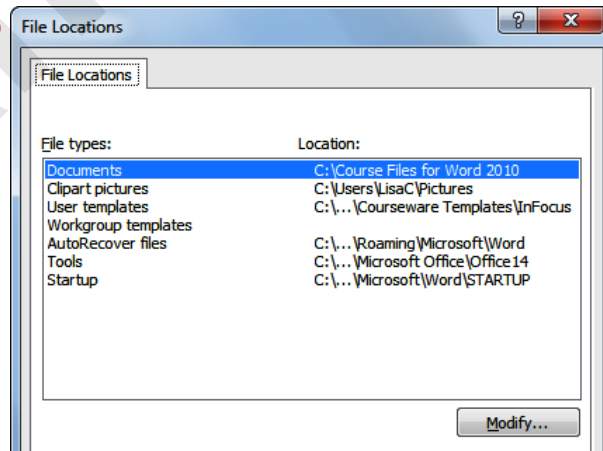 File Locations
File Locations
File types: Location:
Documents C:\Course Files for Word 2010
Clipart pictures C:\Users\LisaC\Pictures
User templates C:\...\Courseware Templates\InFocus
Workgroup templates
AutoRecover files C:\...\Roaming\Microsoft\Word
Tools C:\...\Microsoft Office\Office14
Startup C:\...\Microsoft\Word\STARTUP
Modify...